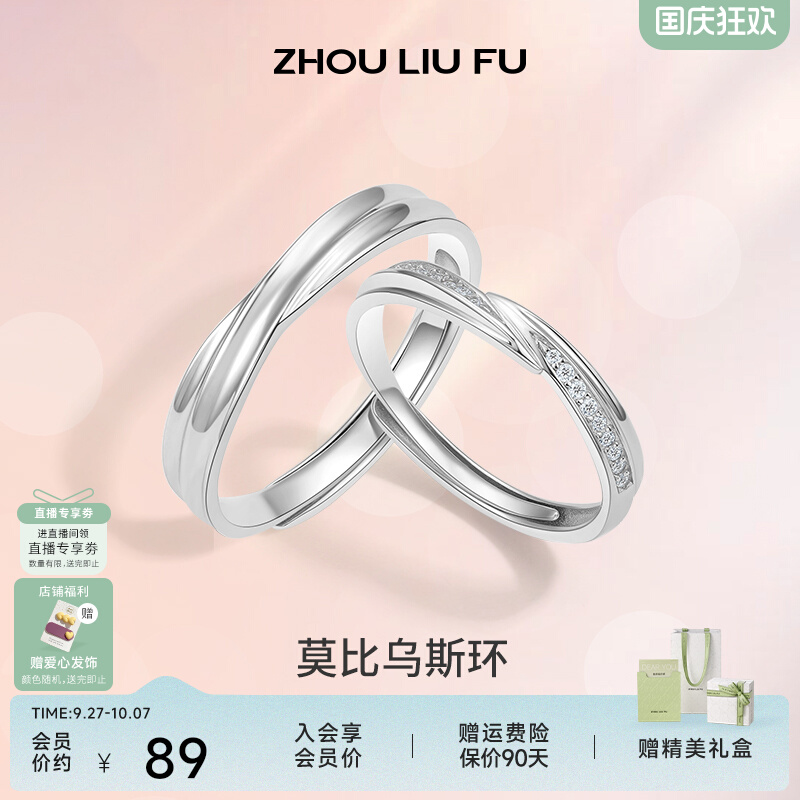 国庆狂欢
ZHOU LIU FU
直播专享券
进直播间领
直播专享券
数量有限,送完即止
店铺福利
赠
赠爱心发饰
颜色随机,送完即止
莫比乌斯环
TIME:9.27-10.07
会员
价约
¥ 89
入会享
会员价
赠运费险
保价90天
赠精美礼盒
ZHOU LIU FU